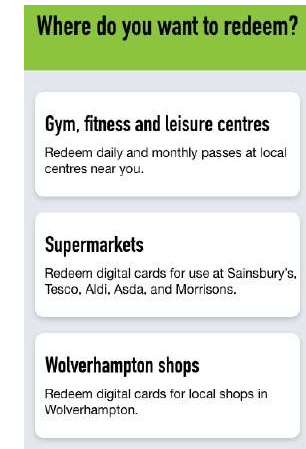 Where do you want to redeem?
Gym, fitness and leisure centres
Redeem daily and monthly passes at local
centres near you.
Supermarkets
Redeem digital cards for use at Sainsbury's,
Tesco, Aldi, Asda, and Morrisons.
Wolverhampton shops
Redeem digital cards for local shops in
Wolverhampton.